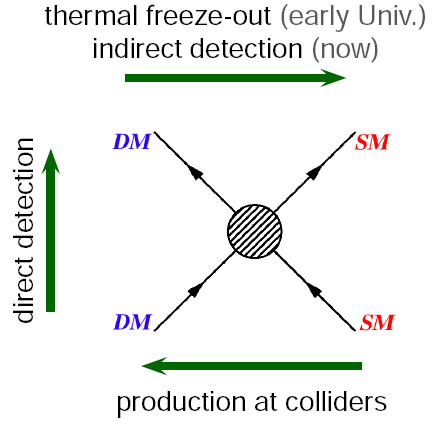 thermal freeze-out (early Univ.)
indirect detection (now)
direct detection
DM
SM
DM
SM
production at colliders